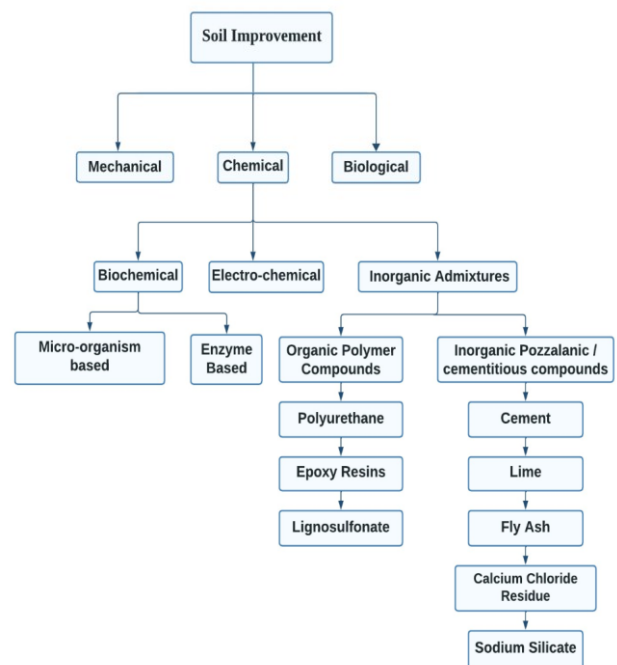 Soil Improvement
Mechanical
Chemical
Biological
Biochemical
Electro-chemical
Inorganic Admixtures
Micro-organism
based
Enzyme
Based
Organic Polymer
Compounds
Inorganic Pozzalanic /
cementitious compounds
Polyurethane
Cement
Epoxy Resins
Lime
Lignosulfonate
Fly Ash
Calcium Chloride
Residue
Sodium Silicate